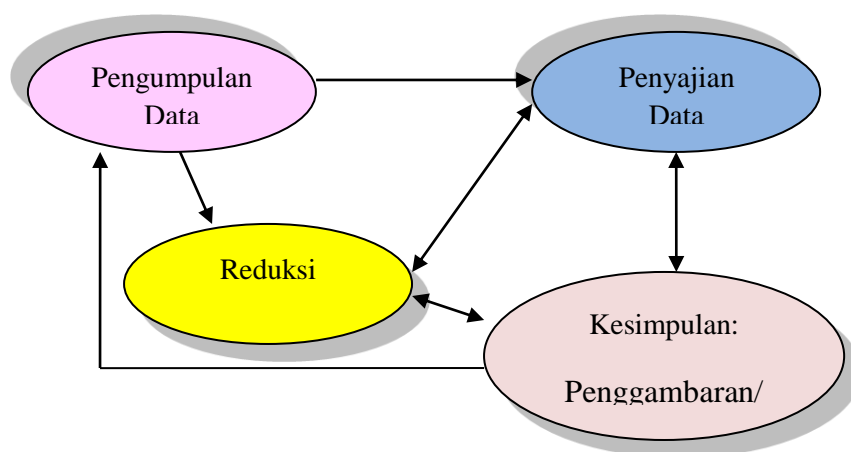 Pengumpulan
Data
Penyajian
Data
Reduksi
Kesimpulan:
Penggambaran/